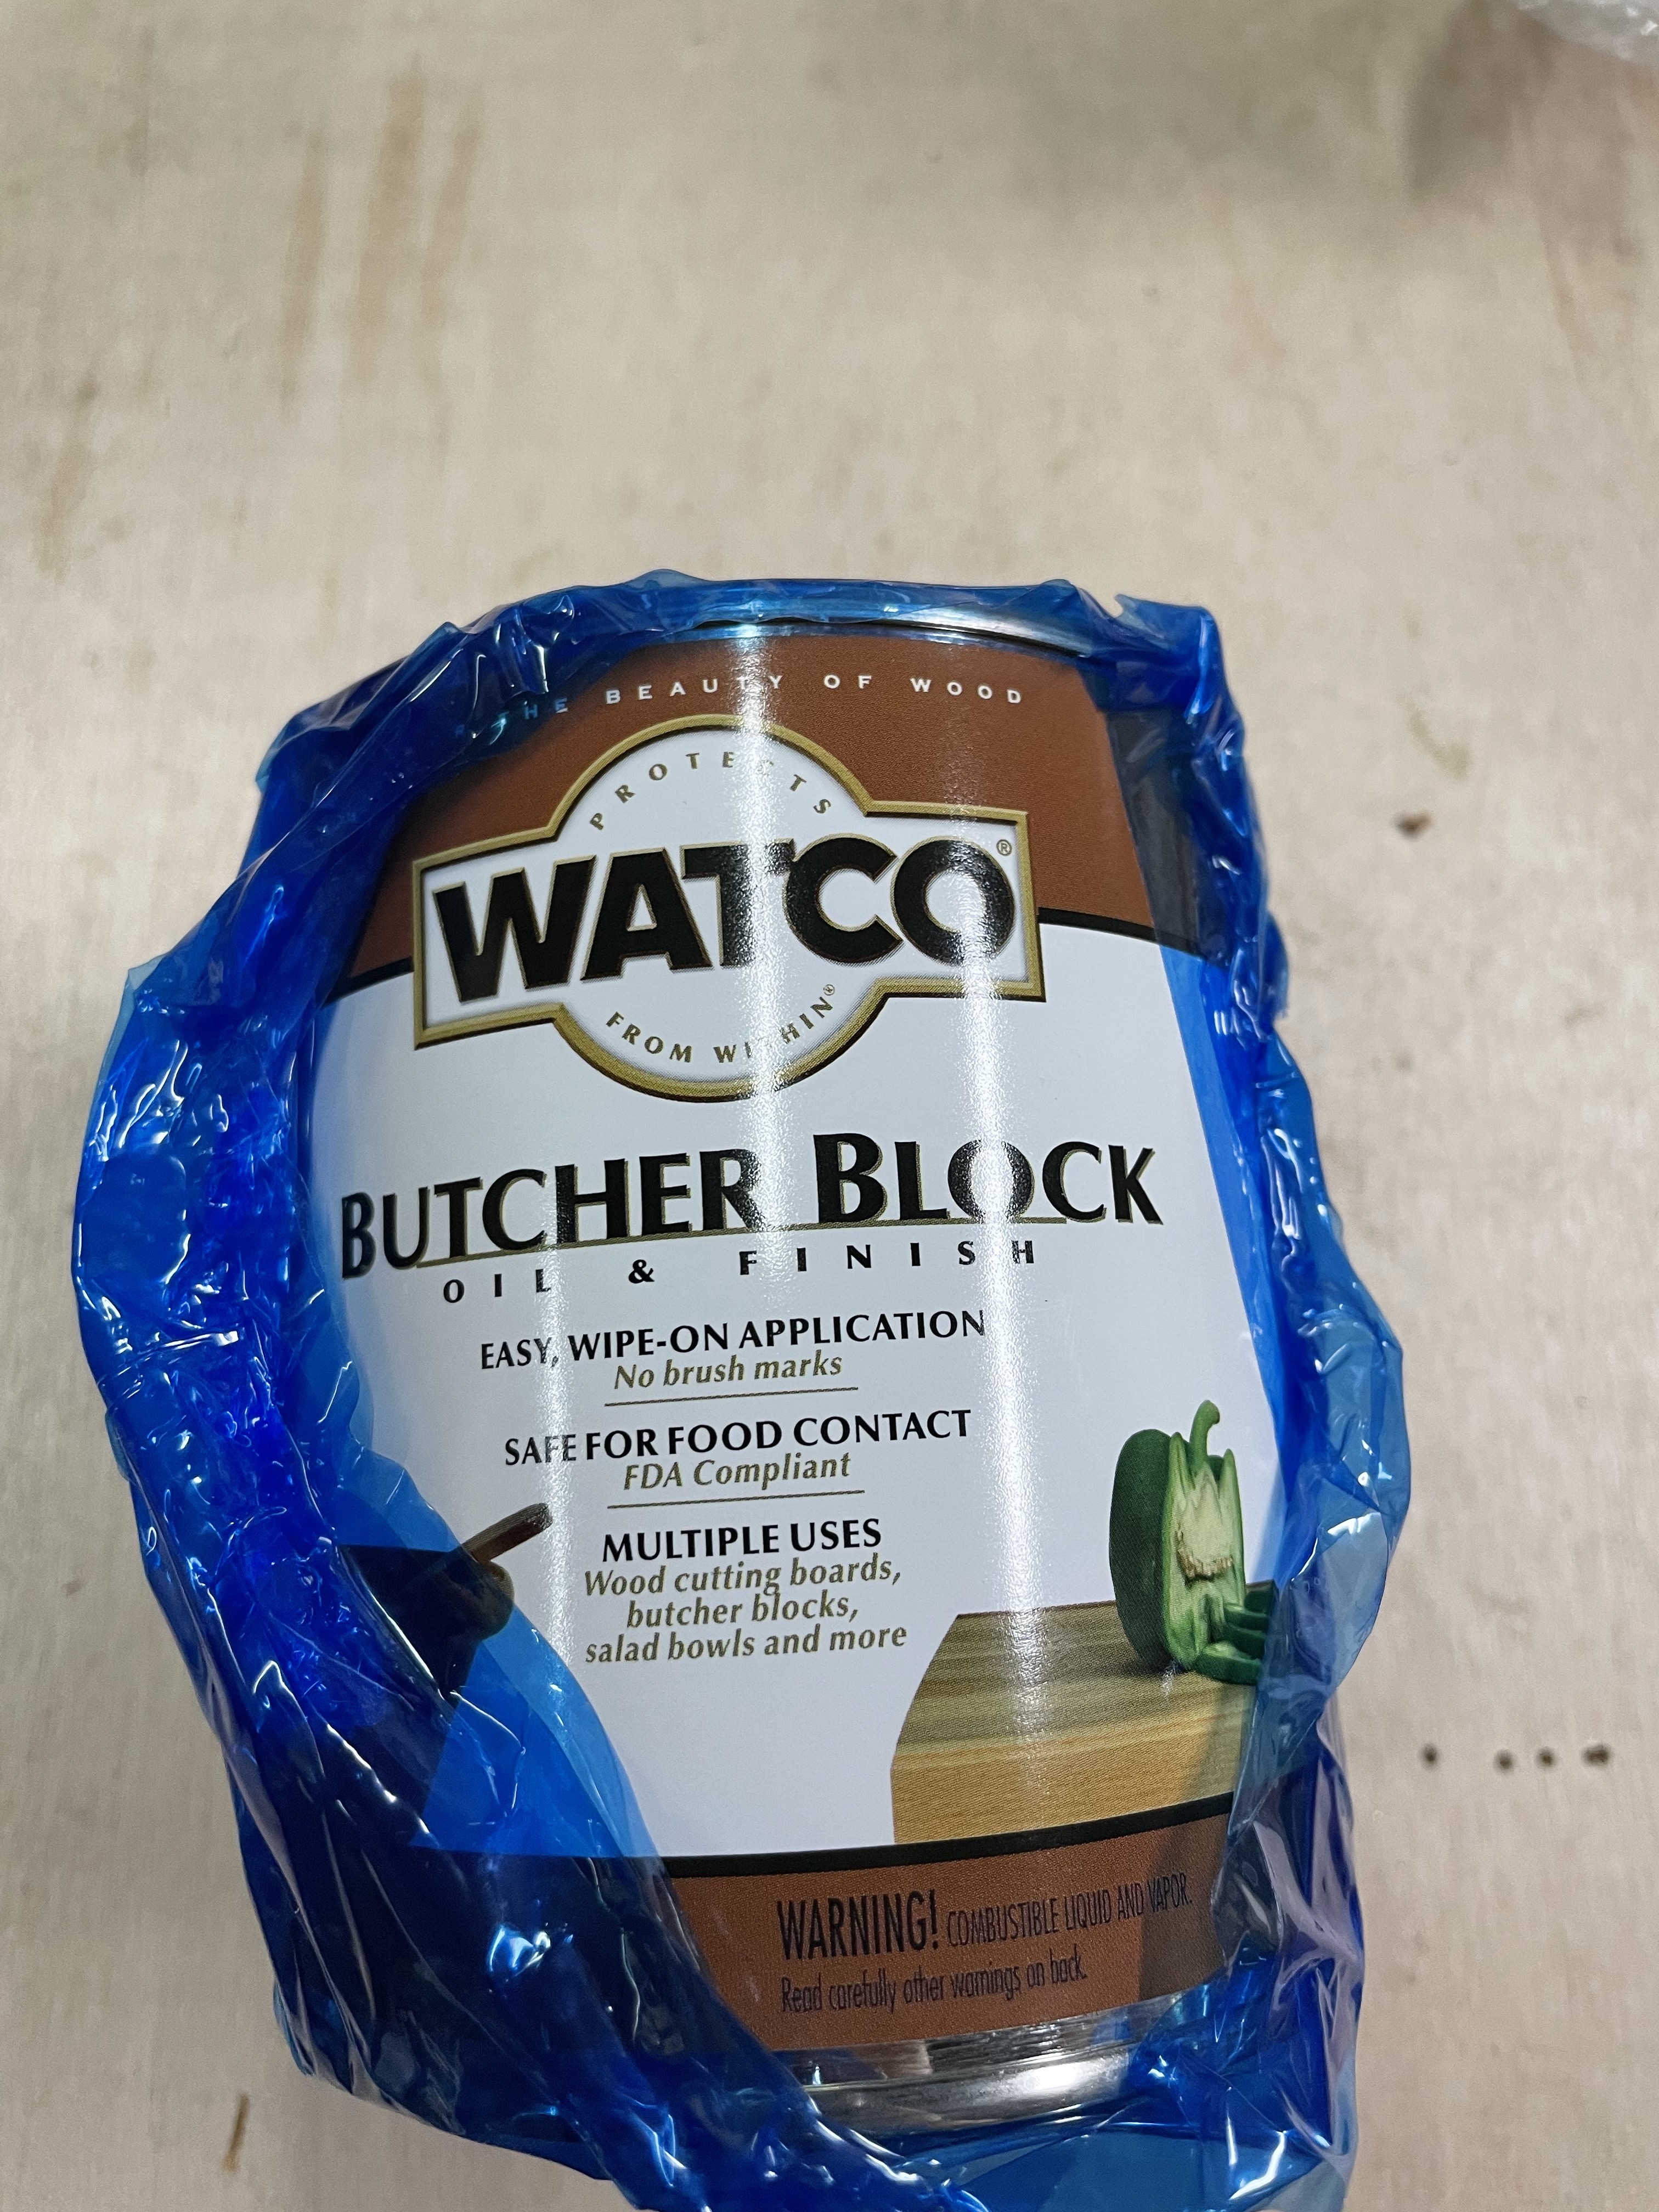 THE BEAUTY OF WOOD
PROTECTS
WATCO®
FROM WITHIN®
BUTCHER BLOCK
OIL & FINISH
EASY, WIPE-ON APPLICATION
No brush marks
SAFE FOR FOOD CONTACT
FDA Compliant
MULTIPLE USES
Wood cutting boards,
butcher blocks,
salad bowls and more
WARNING! COMBUSTIBLE LIQUID AND VAPOR.
Read carefully other warnings on back.